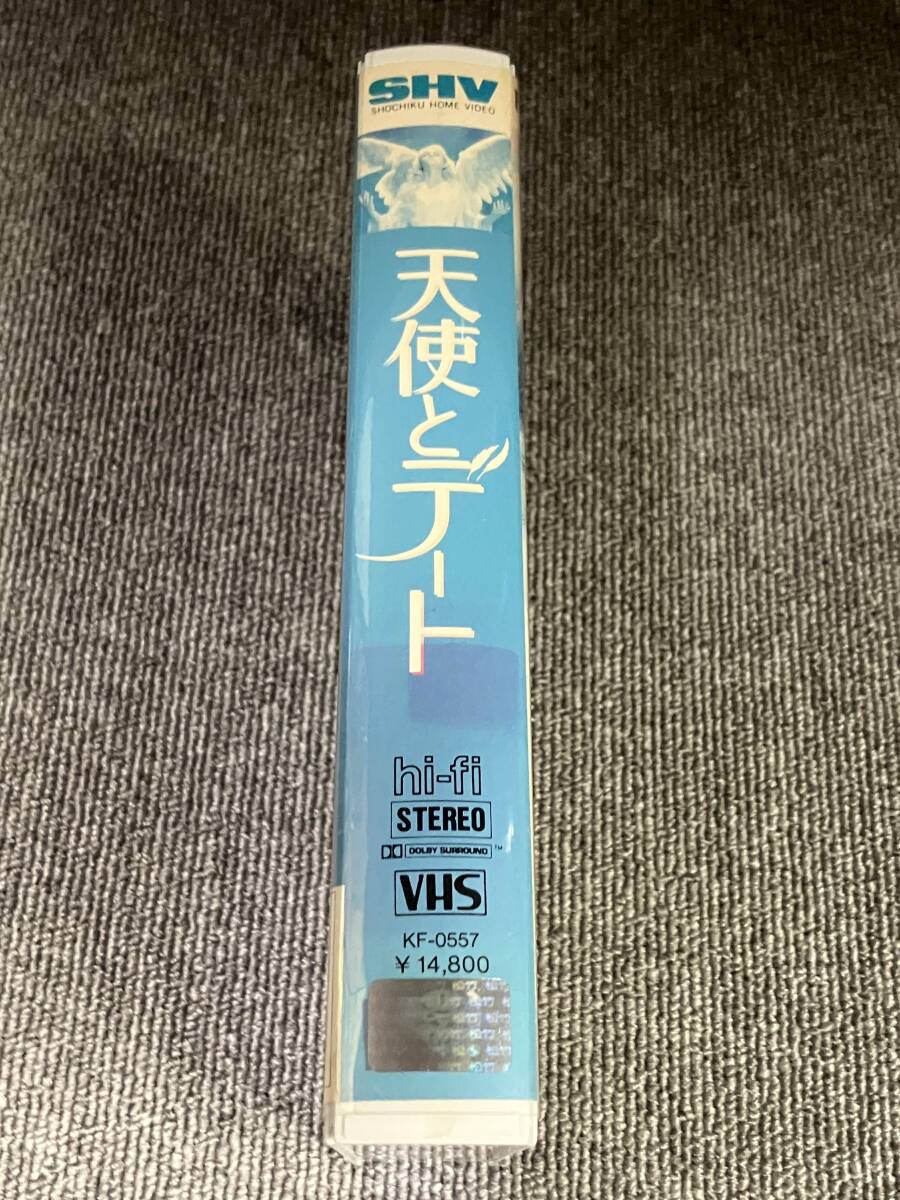 SHV
SHOCHIKU HOME VIDEO
天使とデート
hi-fi
STEREO
DOLBY SURROUND™
VHS
KF-0557
¥14,800